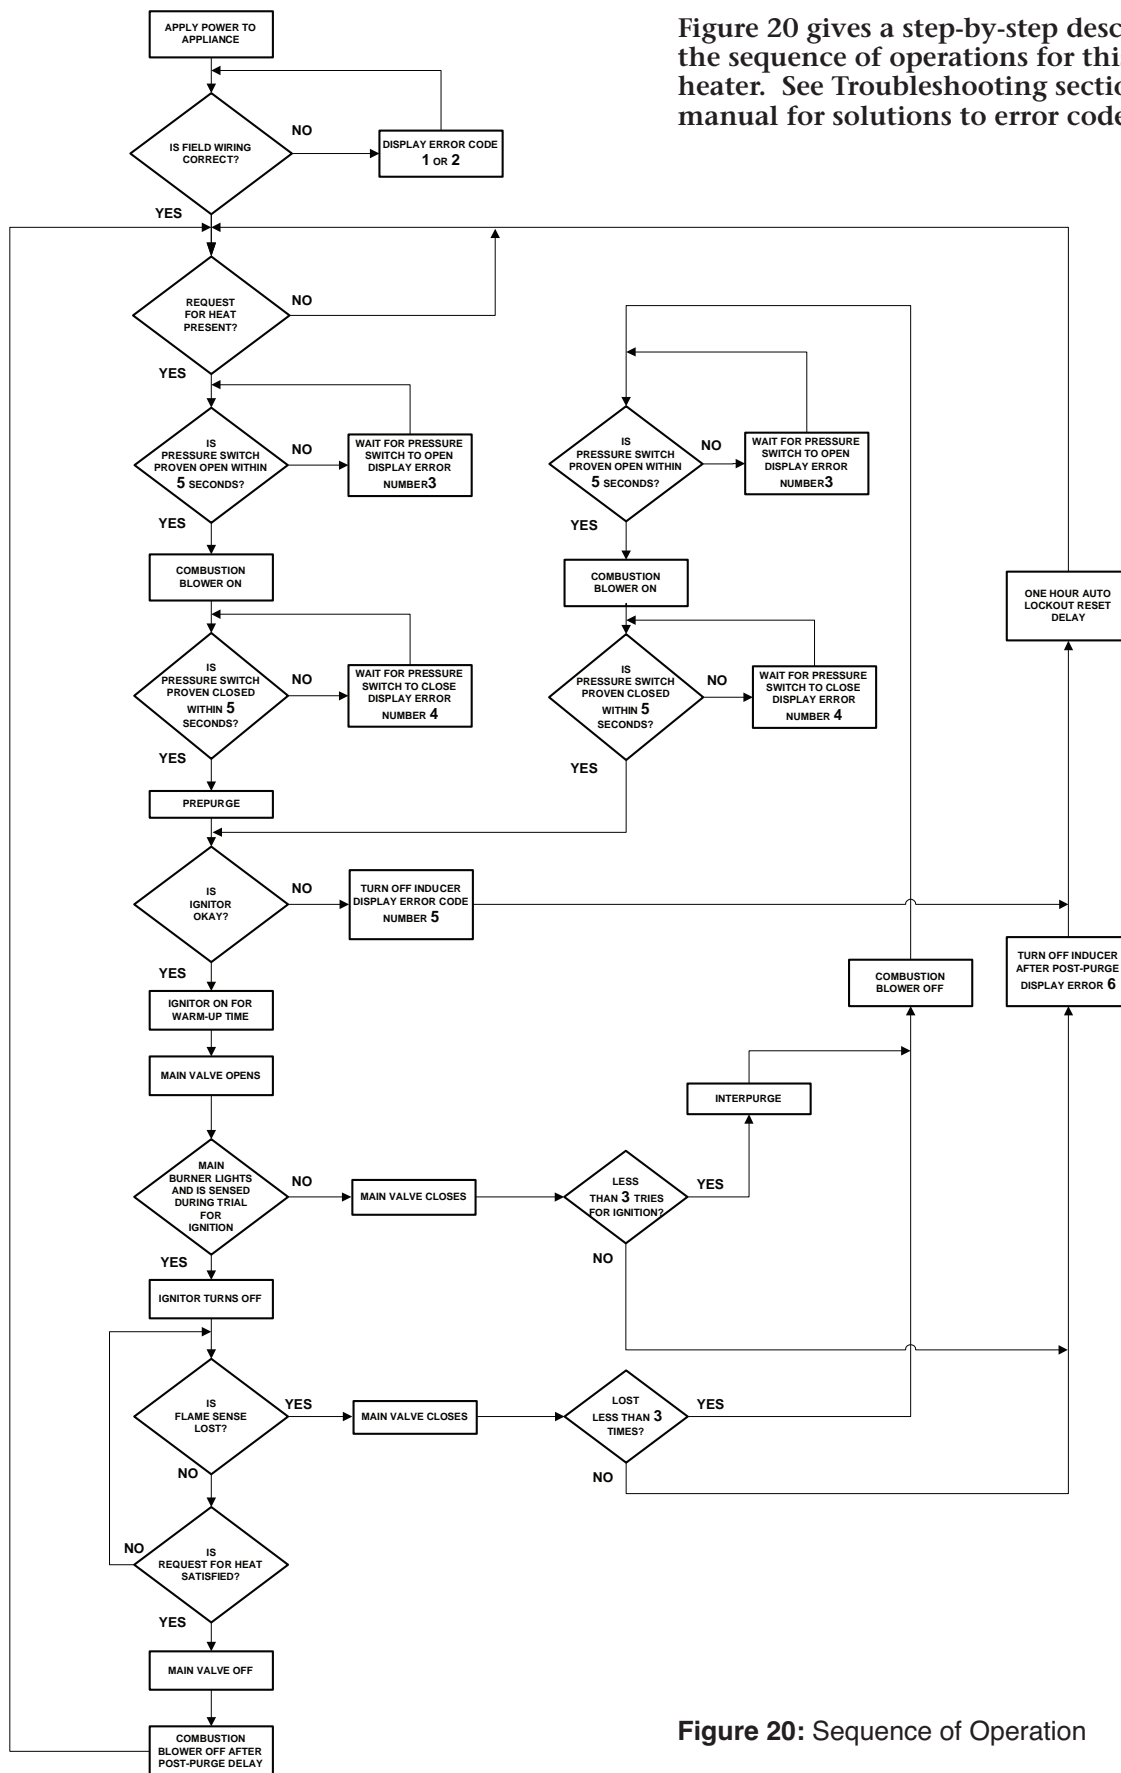 Figure 20 gives a step-by-step desc
the sequence of operations for this
heater. See Troubleshooting sectio
manual for solutions to error code
APPLY POWER TO
APPLIANCE
IS FIELD WIRING
CORRECT?
NO
DISPLAY ERROR CODE
1 OR 2
YES
REQUEST
FOR HEAT
PRESENT?
NO
YES
IS
PRESSURE SWITCH
PROVEN OPEN WITHIN
5 SECONDS?
NO
WAIT FOR PRESSURE
SWITCH TO OPEN
DISPLAY ERROR
NUMBER3
YES
COMBUSTION
BLOWER ON
IS
PRESSURE SWITCH
PROVEN CLOSED
WITHIN 5
SECONDS?
NO
WAIT FOR PRESSURE
SWITCH TO CLOSE
DISPLAY ERROR
NUMBER 4
YES
PREPURGE
IS
PRESSURE SWITCH
PROVEN OPEN WITHIN
5 SECONDS?
NO
WAIT FOR PRESSURE
SWITCH TO OPEN
DISPLAY ERROR
NUMBER3
YES
COMBUSTION
BLOWER ON
IS
PRESSURE SWITCH
PROVEN CLOSED
WITHIN 5
SECONDS?
NO
WAIT FOR PRESSURE
SWITCH TO CLOSE
DISPLAY ERROR
NUMBER 4
YES
ONE HOUR AUTO
LOCKOUT RESET
DELAY
IS
IGNITOR
OKAY?
NO
TURN OFF INDUCER
DISPLAY ERROR CODE
NUMBER 5
YES
IGNITOR ON FOR
WARM-UP TIME
COMBUSTION
BLOWER OFF
TURN OFF INDUCER
AFTER POST-PURGE
DISPLAY ERROR 6
MAIN VALVE OPENS
INTERPURGE
MAIN
BURNER LIGHTS
AND IS SENSED
DURING TRIAL
FOR
IGNITION
NO
MAIN VALVE CLOSES
LESS
THAN 3 TRIES
FOR IGNITION?
YES
NO
YES
IGNITOR TURNS OFF
IS
FLAME SENSE
LOST?
YES
MAIN VALVE CLOSES
LOST
LESS THAN 3
TIMES?
YES
NO
NO
IS
REQUEST FOR HEAT
SATISFIED?
NO
YES
MAIN VALVE OFF
COMBUSTION
BLOWER OFF AFTER
POST-PURGE DELAY
Figure 20: Sequence of Operation